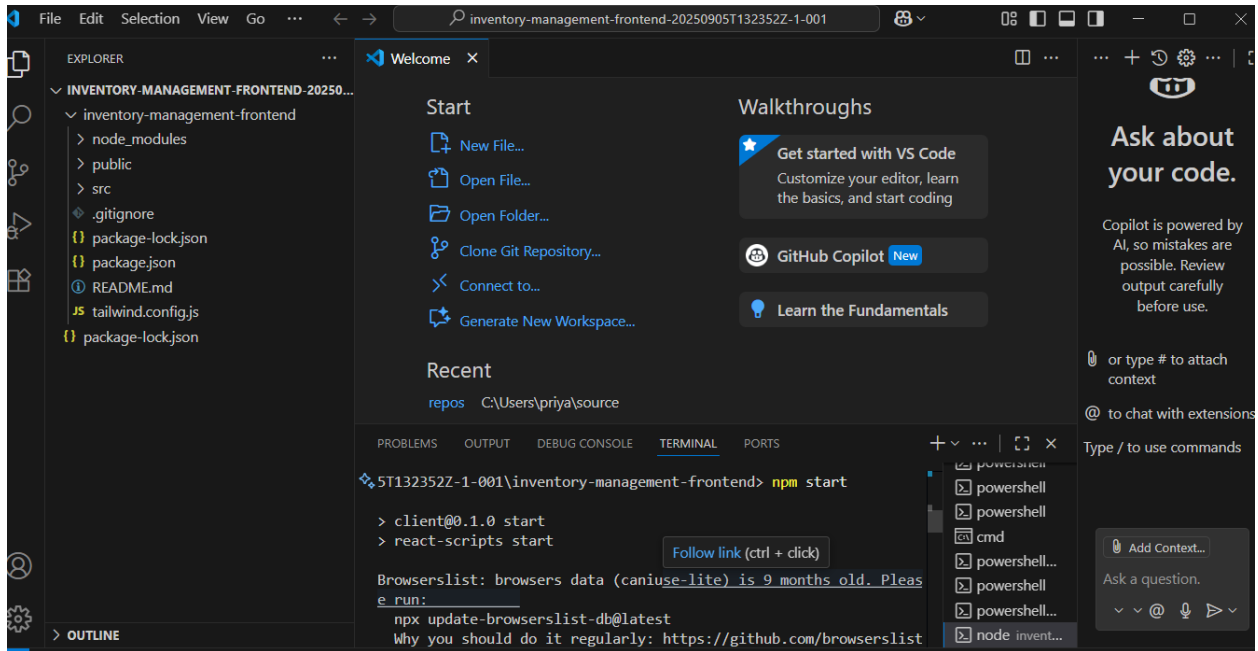 File Edit Selection View Go ··· inventory-management-frontend-20250905T132352Z-1-001
EXPLORER ···
INVENTORY-MANAGEMENT-FRONTEND-20250...
inventory-management-frontend
node_modules
public
src
.gitignore
{} package-lock.json
{} package.json
README.md
JS tailwind.config.js
{} package-lock.json
OUTLINE
Welcome
Start
New File...
Open File...
Open Folder...
Clone Git Repository...
Connect to...
Generate New Workspace...
Recent
repos C:\Users\priya\source
Walkthroughs
Get started with VS Code
Customize your editor, learn
the basics, and start coding
GitHub Copilot New
Learn the Fundamentals
PROBLEMS OUTPUT DEBUG CONSOLE TERMINAL PORTS
5T132352Z-1-001\inventory-management-frontend> npm start
> client@0.1.0 start
> react-scripts start
Follow link (ctrl + click)
Browserslist: browsers data (caniuse-lite) is 9 months old. Pleas
e run:
npx update-browserslist-db@latest
Why you should do it regularly: https://github.com/browserslist
powershell
powershell
powershell
cmd
powershell...
powershell
powershell...
node invent...
Ask about
your code.
Copilot is powered by
AI, so mistakes are
possible. Review
output carefully
before use.
or type # to attach
context
@ to chat with extensions
Type / to use commands
Add Context...
Ask a question.
@